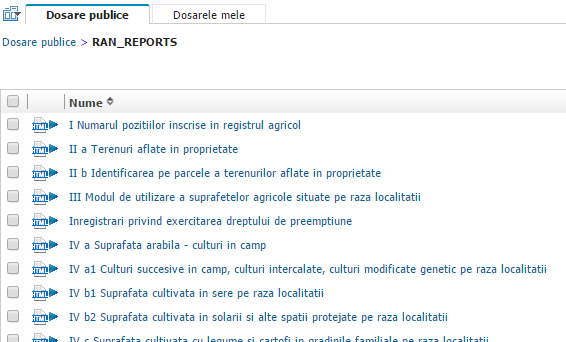 Dosare publice
Dosarele mele
Dosare publice > RAN_REPORTS
Nume
I Numarul pozitiilor inscrise in registrul agricol
II a Terenuri aflate in proprietate
II b Identificarea pe parcele a terenurilor aflate in proprietate
III Modul de utilizare a suprafetelor agricole situate pe raza localitatii
Inregistrari privind exercitarea dreptului de preemptiune
IV a Suprafata arabila - culturi in camp
IV a1 Culturi succesive in camp, culturi intercalate, culturi modificate genetic pe raza localitatii
IV b1 Suprafata cultivata in sere pe raza localitatii
IV b2 Suprafata cultivata in solarii si alte spatii protejate pe raza localitatii
IV c Suprafata cultivata cu legume si cartofi in gradinile familiale pe raza localitatii